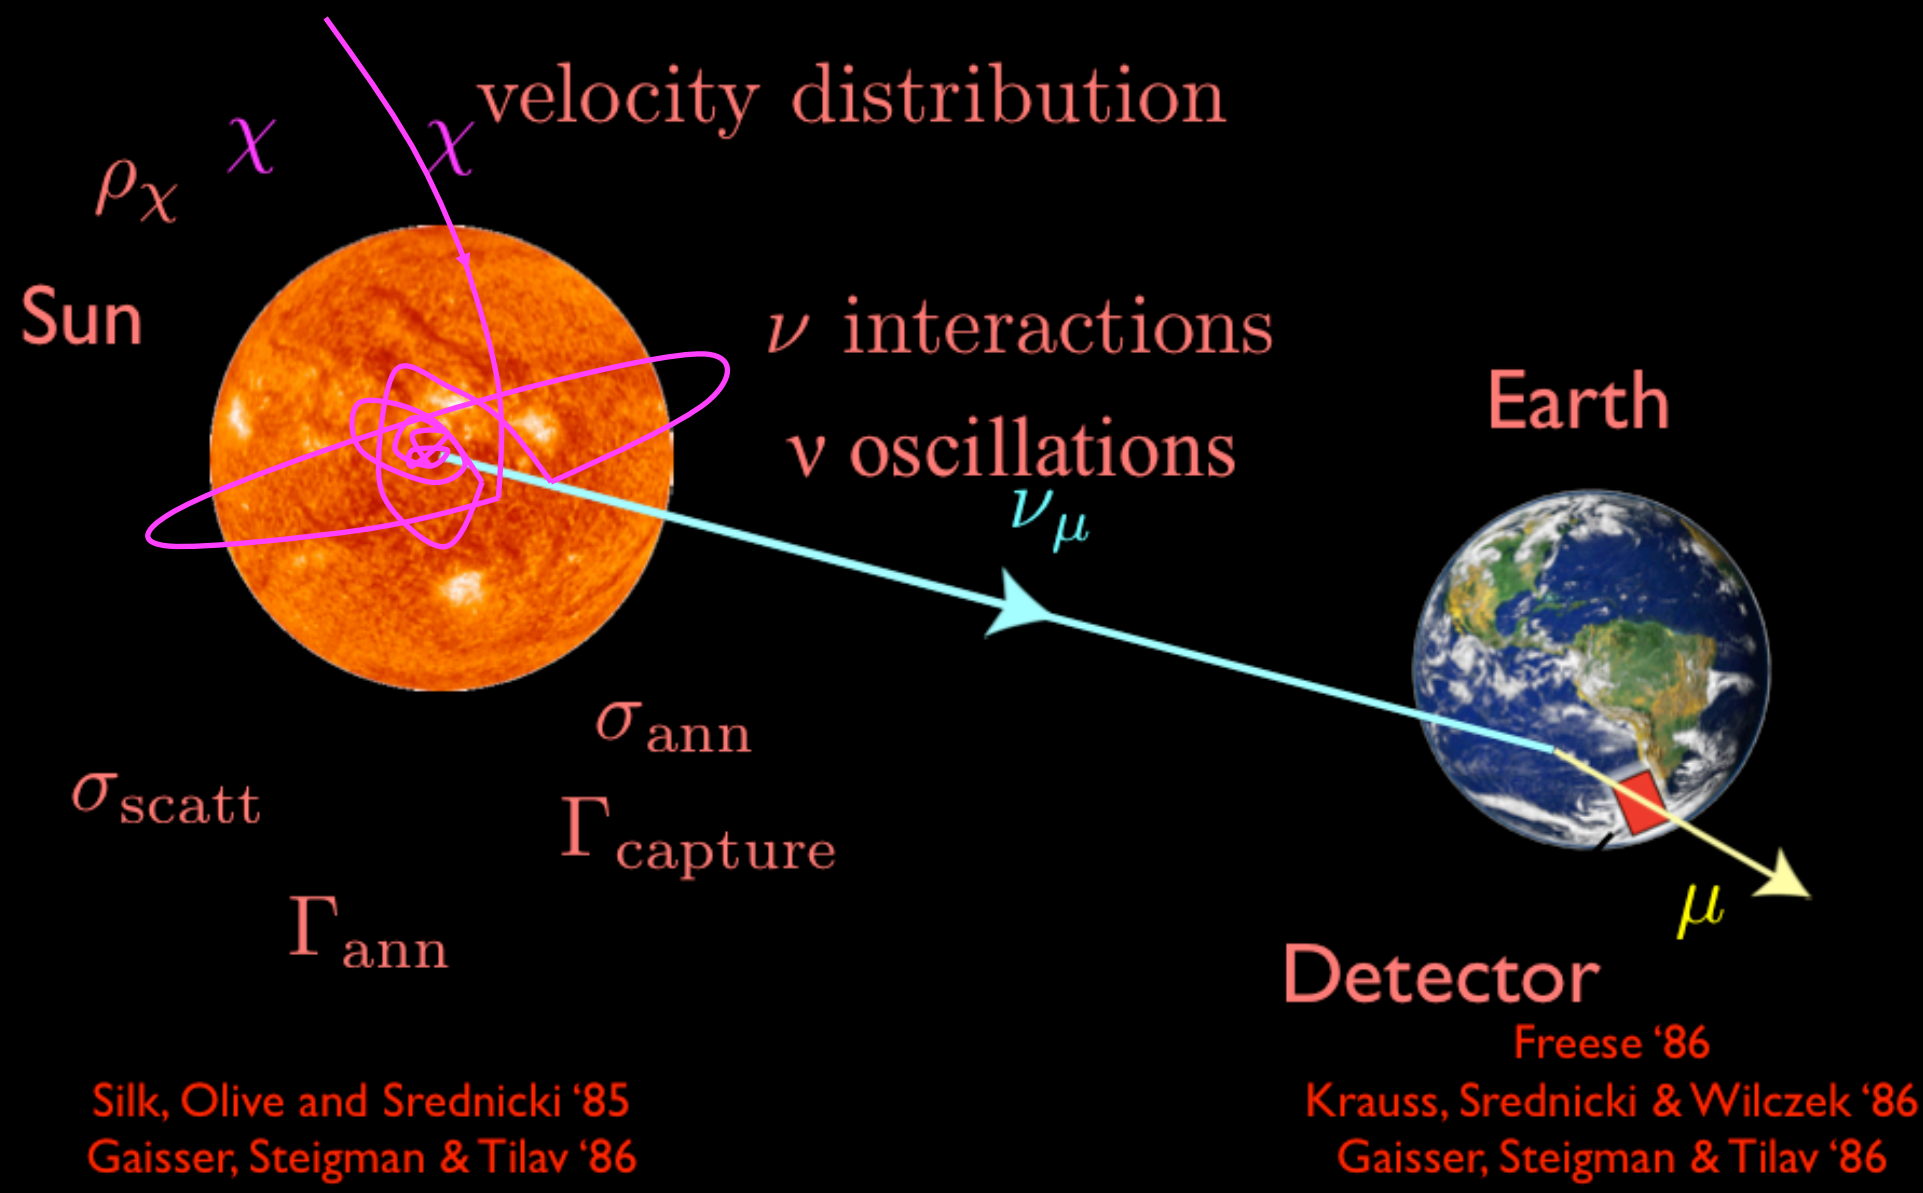 velocity distribution
χ χ
ρχ
Sun
ν interactions
ν oscillations
νμ
Earth
σann
σscatt
Γcapture
Γann
μ
Detector
Freese ‘86
Silk, Olive and Srednicki ‘85
Krauss, Srednicki & Wilczek ‘86
Gaisser, Steigman & Tilav ‘86
Gaisser, Steigman & Tilav ‘86